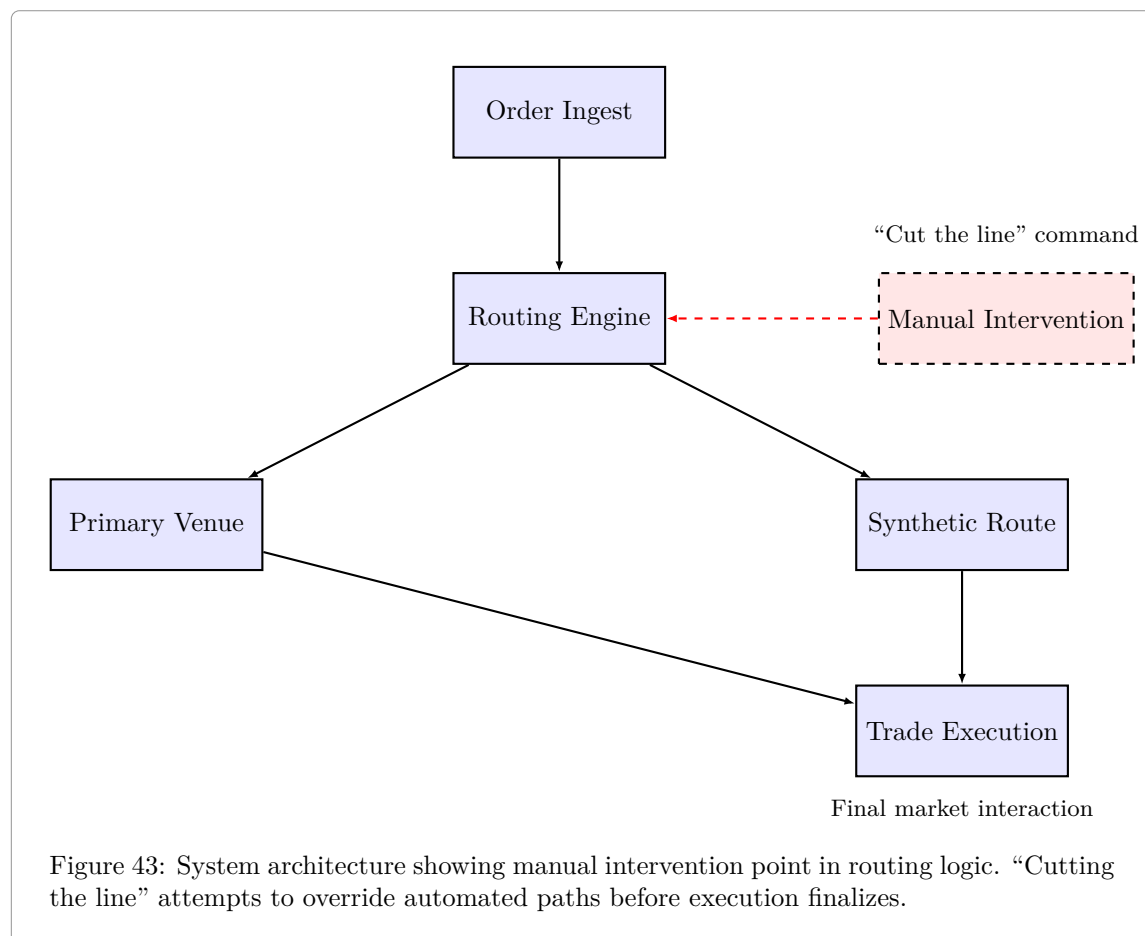 Order Ingest
“Cut the line” command
Routing Engine
Manual Intervention
Primary Venue
Synthetic Route
Trade Execution
Final market interaction
Figure 43: System architecture showing manual intervention point in routing logic. “Cutting
the line” attempts to override automated paths before execution finalizes.